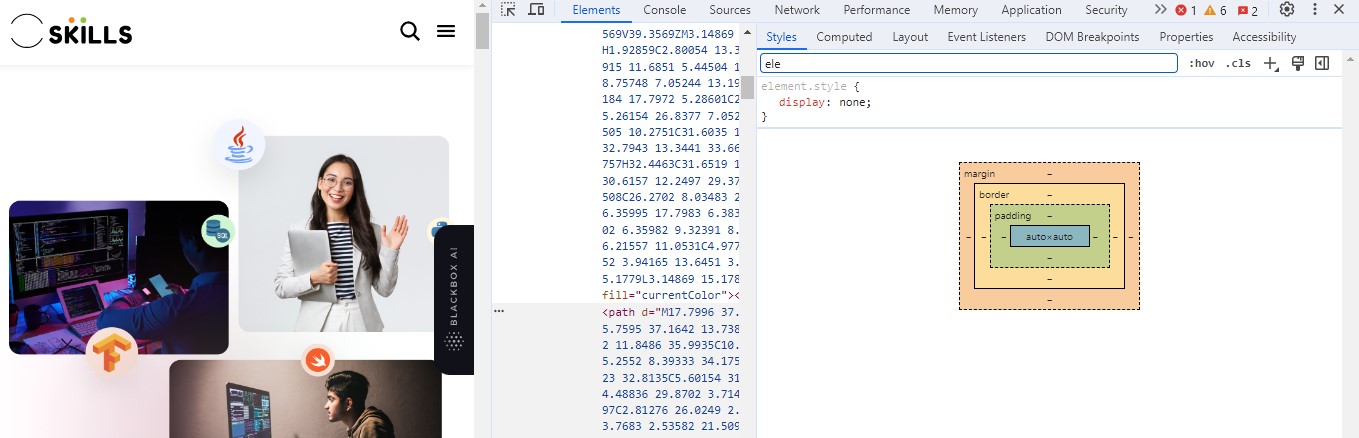 SKILLS
BLACKBOX AI
Elements Console Sources Network Performance Memory Application Security 1 6 2
569V39.3569ZM3.14869
H1.92859C2.80054 13.3
915 11.6851 5.44504 1
8.75748 7.05244 13.19
184 17.7972 5.28601C2
5.26154 26.8377 7.052
505 10.2751C31.6035 1
32.7943 13.3441 33.66
757H32.4463C31.6519 1
30.6157 12.2497 29.37
508C26.2702 8.03483 2
6.35995 17.7983 6.383
02 6.35982 9.32391 8.
6.21557 11.0531C4.977
52 3.94165 13.6451 3.
5.1779L3.14869 15.178
fill="currentColor"><
<path d="M17.7996 37.
5.7595 37.1642 13.738
2 11.8486 35.9935C10.
5.2552 8.39333 34.175
23 32.8135C5.60154 31
4.48836 29.8702 3.714
97C2.81276 26.0249 2.
3.7683 2.53582 21.509
Styles Computed Layout Event Listeners DOM Breakpoints Properties Accessibility
ele :hov .cls
element.style {
display: none;
}
margin –
border –
padding –
– – – auto×auto – – –
–
–
–